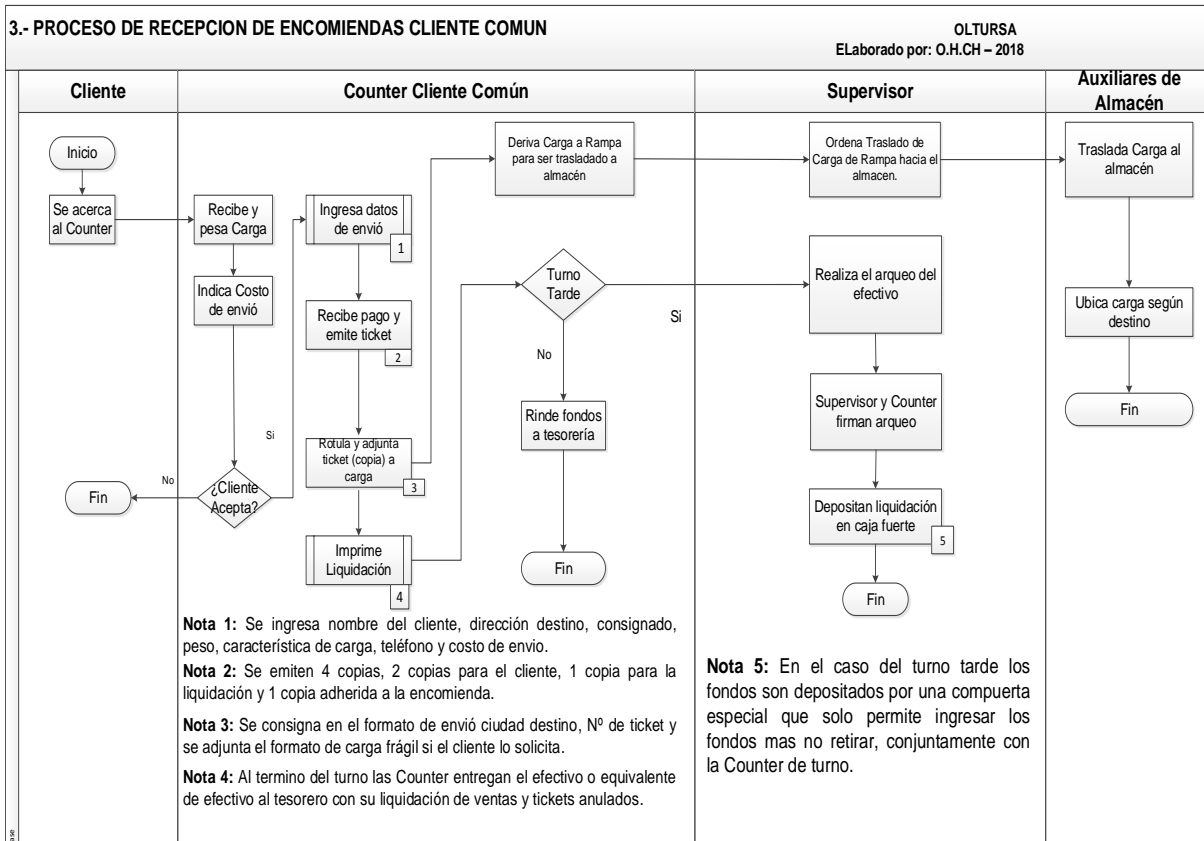 3.- PROCESO DE RECEPCION DE ENCOMIENDAS CLIENTE COMUN
OLTURSA
ELaborado por: O.H.CH – 2018
Cliente
Counter Cliente Común
Supervisor
Auxiliares de
Almacén
Inicio
Se acerca
al Counter
Recibe y
pesa Carga
Indica Costo
de envió
¿Cliente
Acepta?
No
Fin
Si
Ingresa datos
de envió
1
Recibe pago y
emite ticket
2
Rotula y adjunta
ticket (copia) a
carga
3
Imprime
Liquidación
4
Deriva Carga a Rampa
para ser trasladado a
almacén
Turno
Tarde
Si
No
Rinde fondos
a tesorería
Fin
Ordena Traslado de
Carga de Rampa hacia el
almacen.
Realiza el arqueo del
efectivo
Supervisor y Counter
firman arqueo
Depositan liquidación
en caja fuerte
5
Fin
Traslada Carga al
almacén
Ubica carga según
destino
Fin
Nota 1: Se ingresa nombre del cliente, dirección destino, consignado,
peso, característica de carga, teléfono y costo de envio.
Nota 2: Se emiten 4 copias, 2 copias para el cliente, 1 copia para la
liquidación y 1 copia adherida a la encomienda.
Nota 3: Se consigna en el formato de envió ciudad destino, Nº de ticket y
se adjunta el formato de carga frágil si el cliente lo solicita.
Nota 4: Al termino del turno las Counter entregan el efectivo o equivalente
de efectivo al tesorero con su liquidación de ventas y tickets anulados.
Nota 5: En el caso del turno tarde los
fondos son depositados por una compuerta
especial que solo permite ingresar los
fondos mas no retirar, conjuntamente con
la Counter de turno.